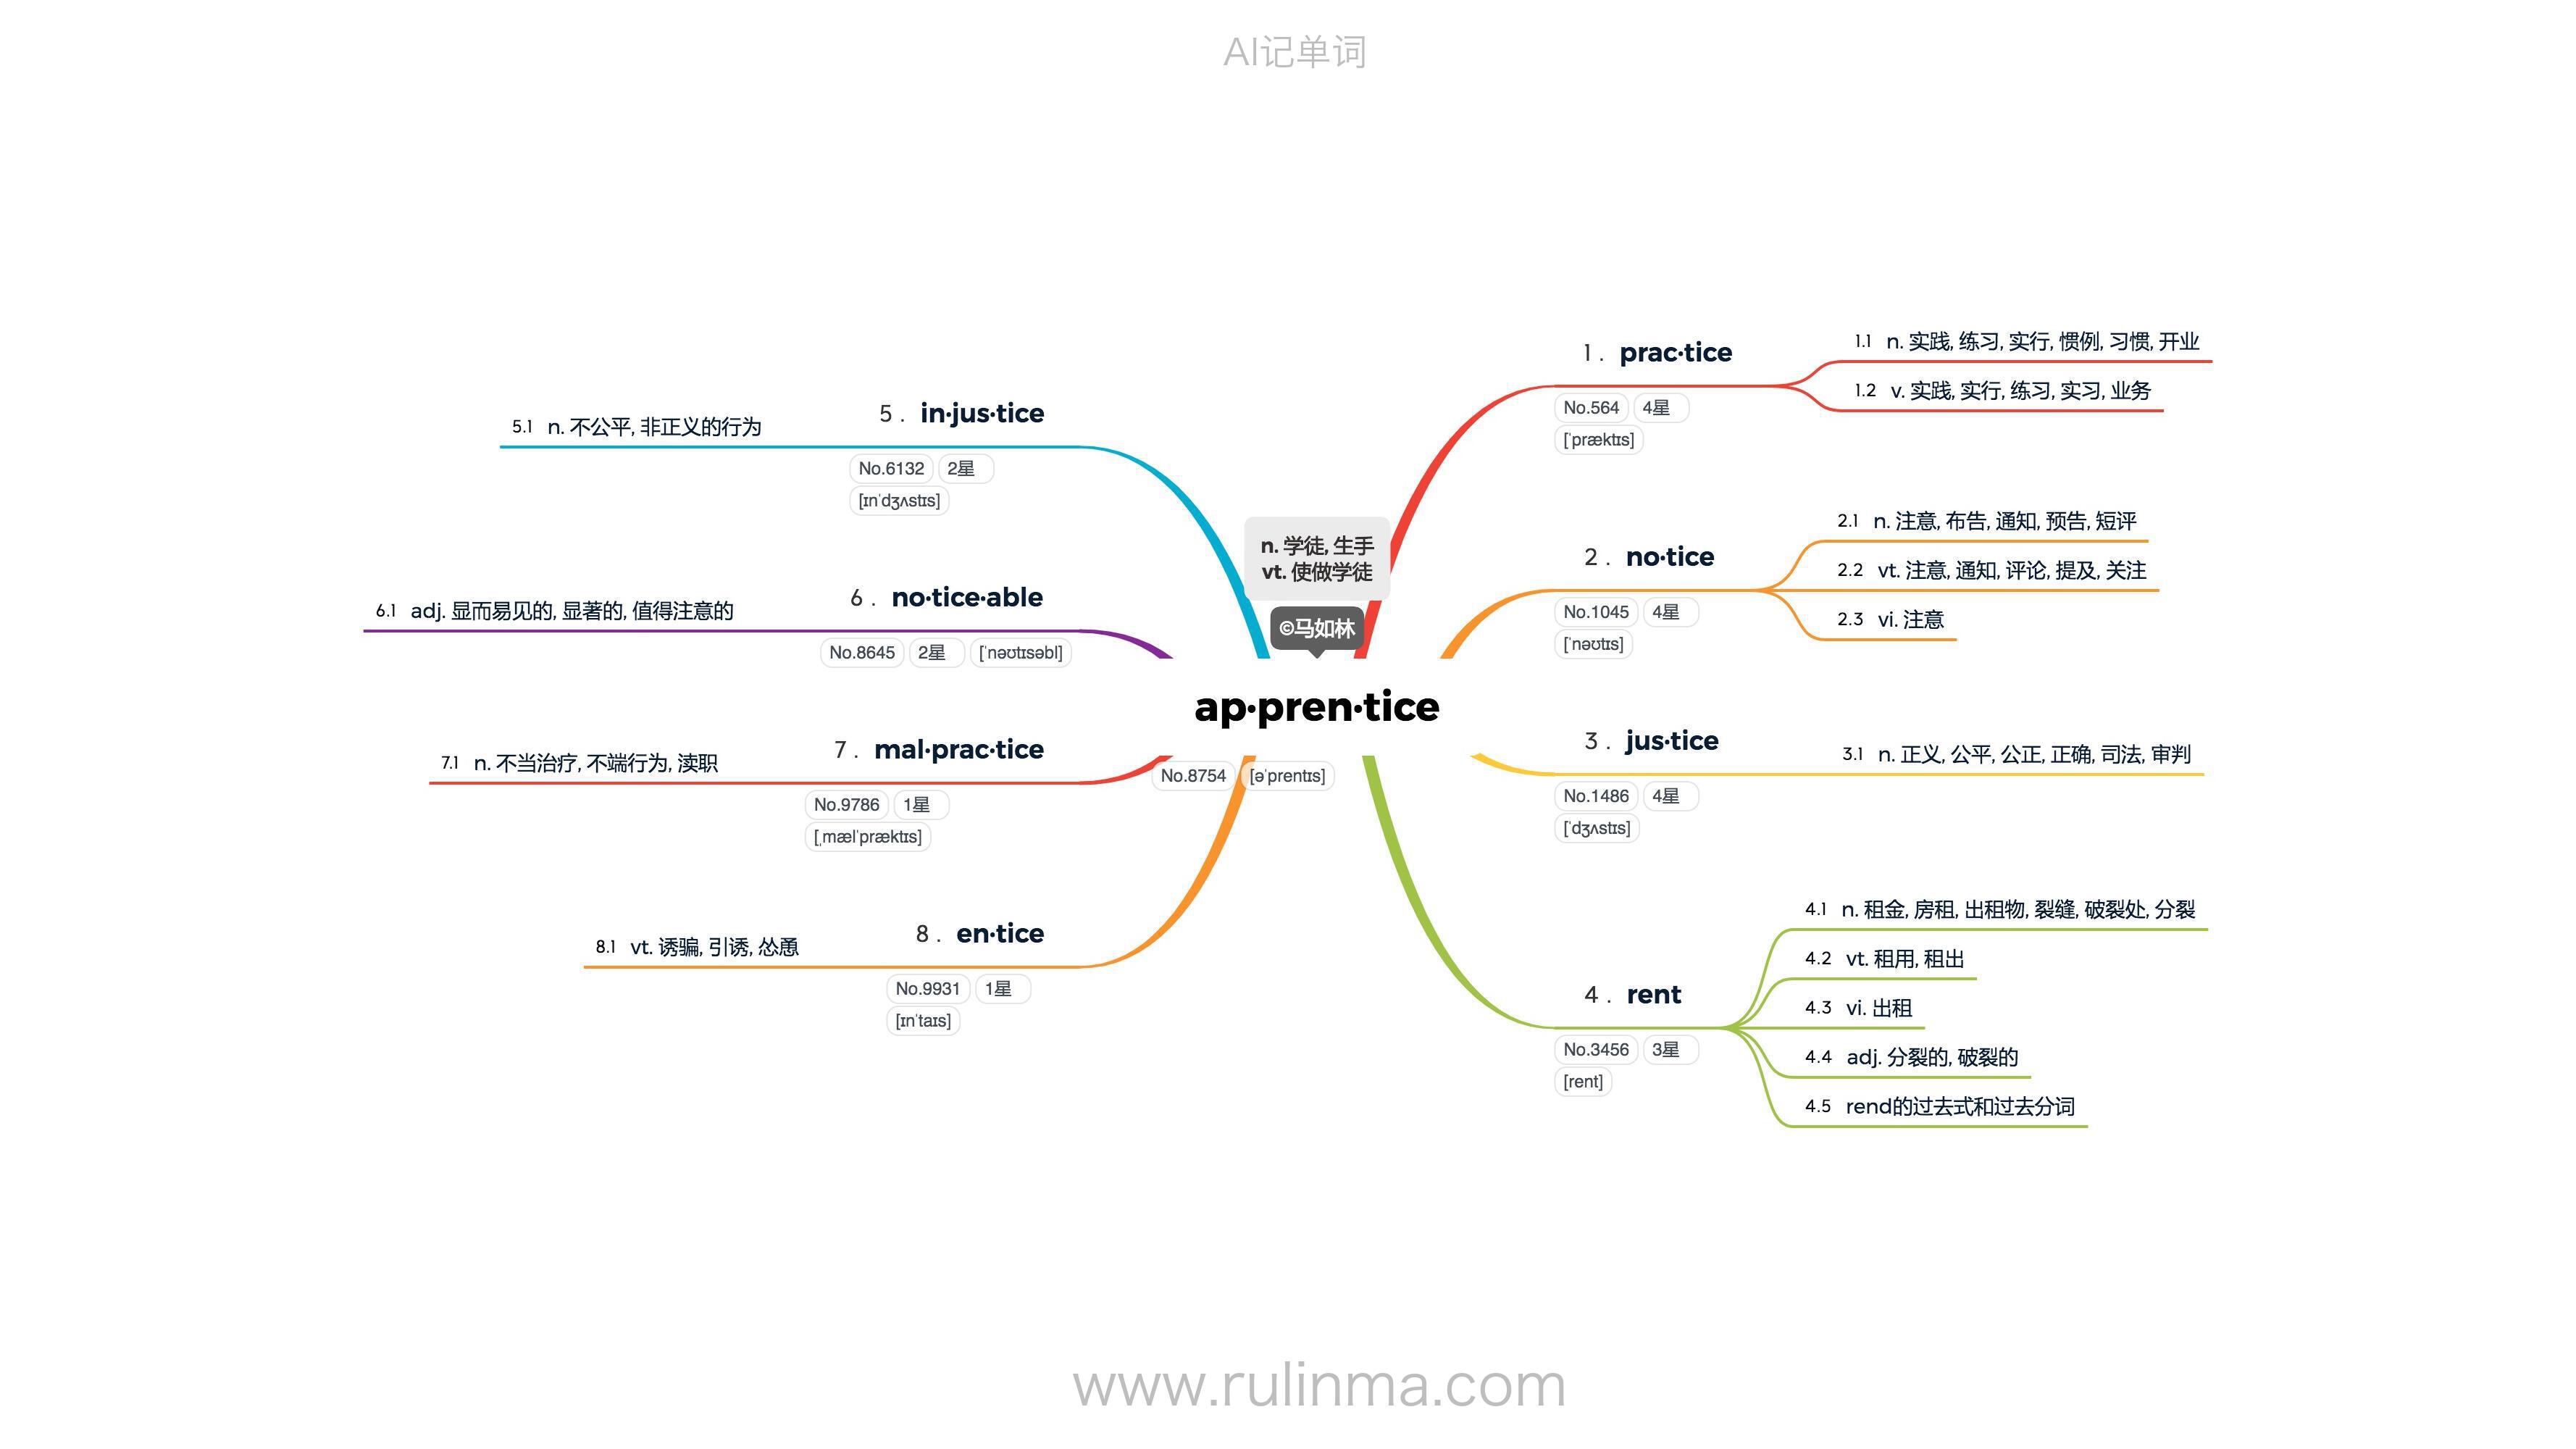 AI记单词
n. 学徒, 生手
vt. 使做学徒
©马如林
ap·pren·tice
No.8754 [ə'prentɪs]
1 . prac·tice
No.564 4星
['præktɪs]
1.1 n. 实践, 练习, 实行, 惯例, 习惯, 开业
1.2 v. 实践, 实行, 练习, 实习, 业务
2 . no·tice
No.1045 4星
['nəʊtɪs]
2.1 n. 注意, 布告, 通知, 预告, 短评
2.2 vt. 注意, 通知, 评论, 提及, 关注
2.3 vi. 注意
3 . jus·tice
No.1486 4星
['dʒʌstɪs]
3.1 n. 正义, 公平, 公正, 正确, 司法, 审判
4 . rent
No.3456 3星
[rent]
4.1 n. 租金, 房租, 出租物, 裂缝, 破裂处, 分裂
4.2 vt. 租用, 租出
4.3 vi. 出租
4.4 adj. 分裂的, 破裂的
4.5 rend的过去式和过去分词
5 . in·jus·tice
No.6132 2星
[ɪn'dʒʌstɪs]
5.1 n. 不公平, 非正义的行为
6 . no·tice·able
No.8645 2星 ['nəʊtɪsəbl]
6.1 adj. 显而易见的, 显著的, 值得注意的
7 . mal·prac·tice
No.9786 1星
[ˌmæl'præktɪs]
7.1 n. 不当治疗, 不端行为, 渎职
8 . en·tice
No.9931 1星
[ɪn'taɪs]
8.1 vt. 诱骗, 引诱, 怂恿
www.rulinma.com